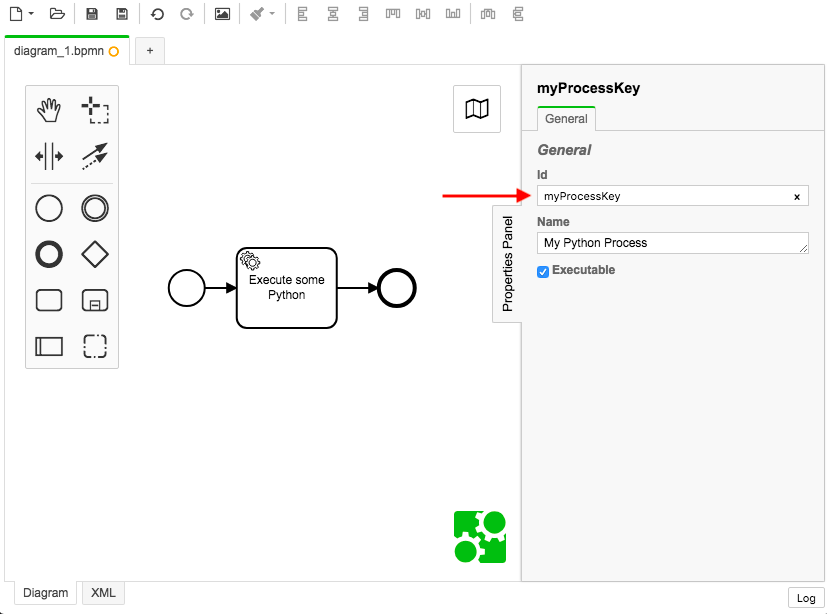 diagram_1.bpmn
+
myProcessKey
General
General
Id
myProcessKey x
Name
My Python Process
Executable
Properties Panel
Execute some
Python
Diagram
XML
Log